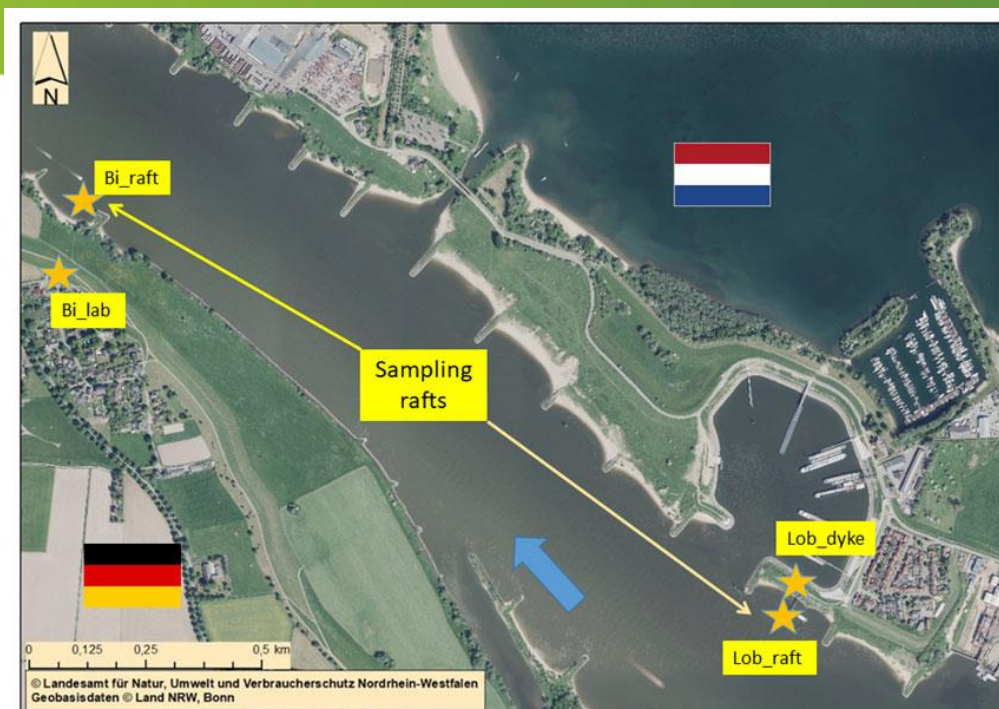 N
Bi_raft
Bi_lab
Sampling
rafts
Lob_dyke
Lob_raft
0 0,125 0,25 0,5 km
© Landesamt für Natur, Umwelt und Verbraucherschutz Nordrhein-Westfalen
Geobasisdaten © Land NRW, Bonn